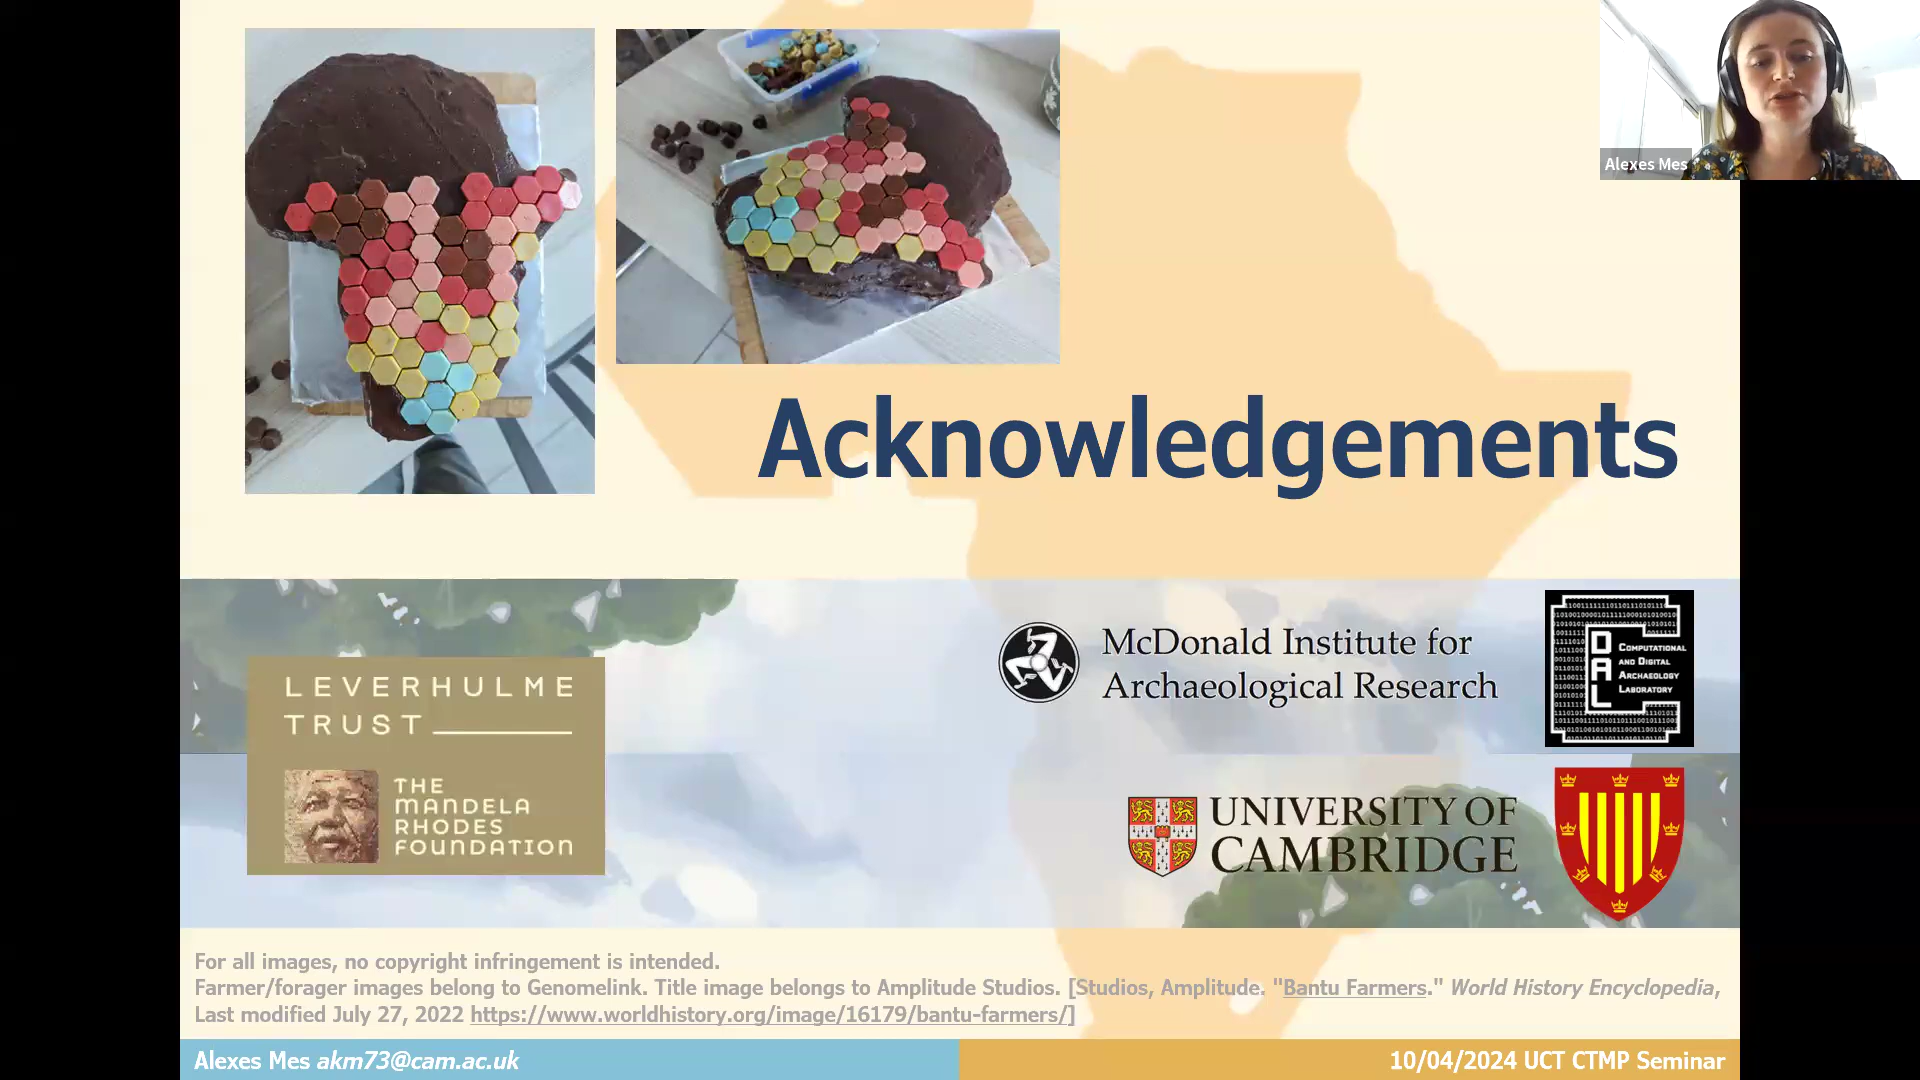 Alexes Mes
Acknowledgements
LEVERHULME
TRUST
THE
MANDELA
RHODES
FOUNDATION
McDonald Institute for
Archaeological Research
DAL
COMPUTATIONAL
AND DIGITAL
ARCHAEOLOGY
LABORATORY
UNIVERSITY OF
CAMBRIDGE
For all images, no copyright infringement is intended.
Farmer/forager images belong to Genomelink. Title image belongs to Amplitude Studios. [Studios, Amplitude. "Bantu Farmers." World History Encyclopedia,
Last modified July 27, 2022 https://www.worldhistory.org/image/16179/bantu-farmers/]
Alexes Mes akm73@cam.ac.uk
10/04/2024 UCT CTMP Seminar